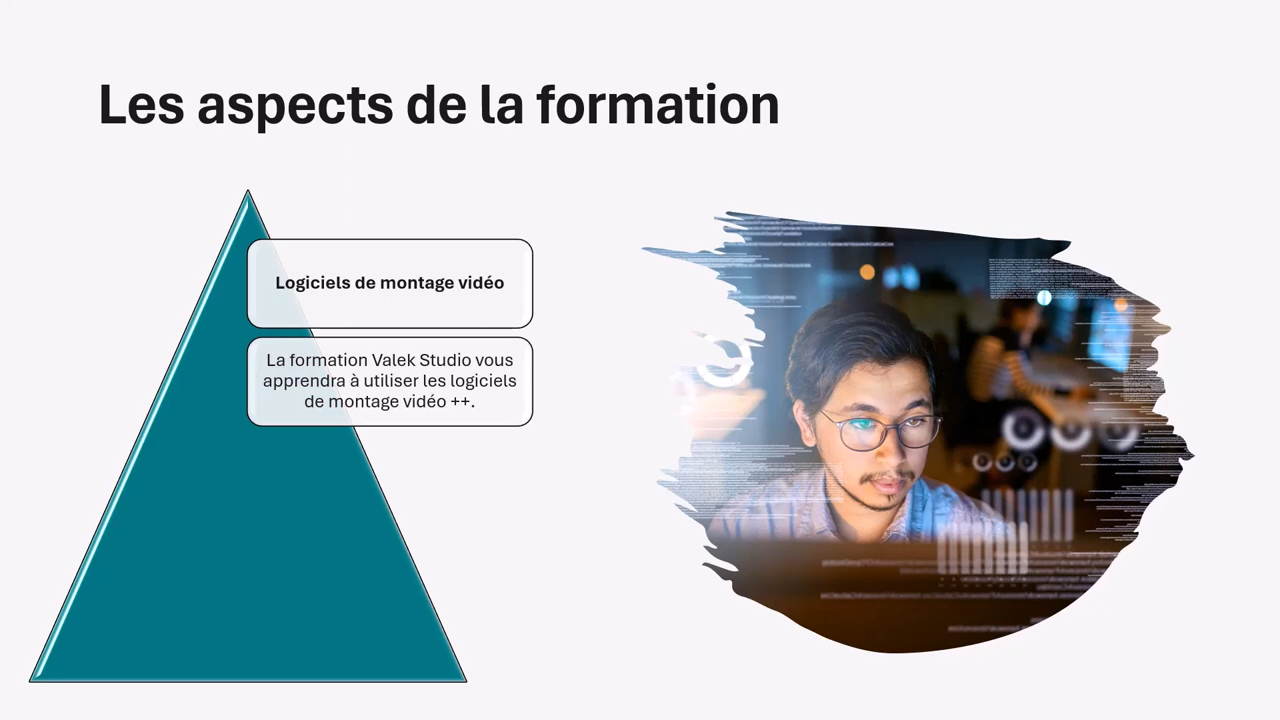 Les aspects de la formation
Logiciels de montage vidéo
La formation Valek Studio vous
apprendra à utiliser les logiciels
de montage vidéo ++.